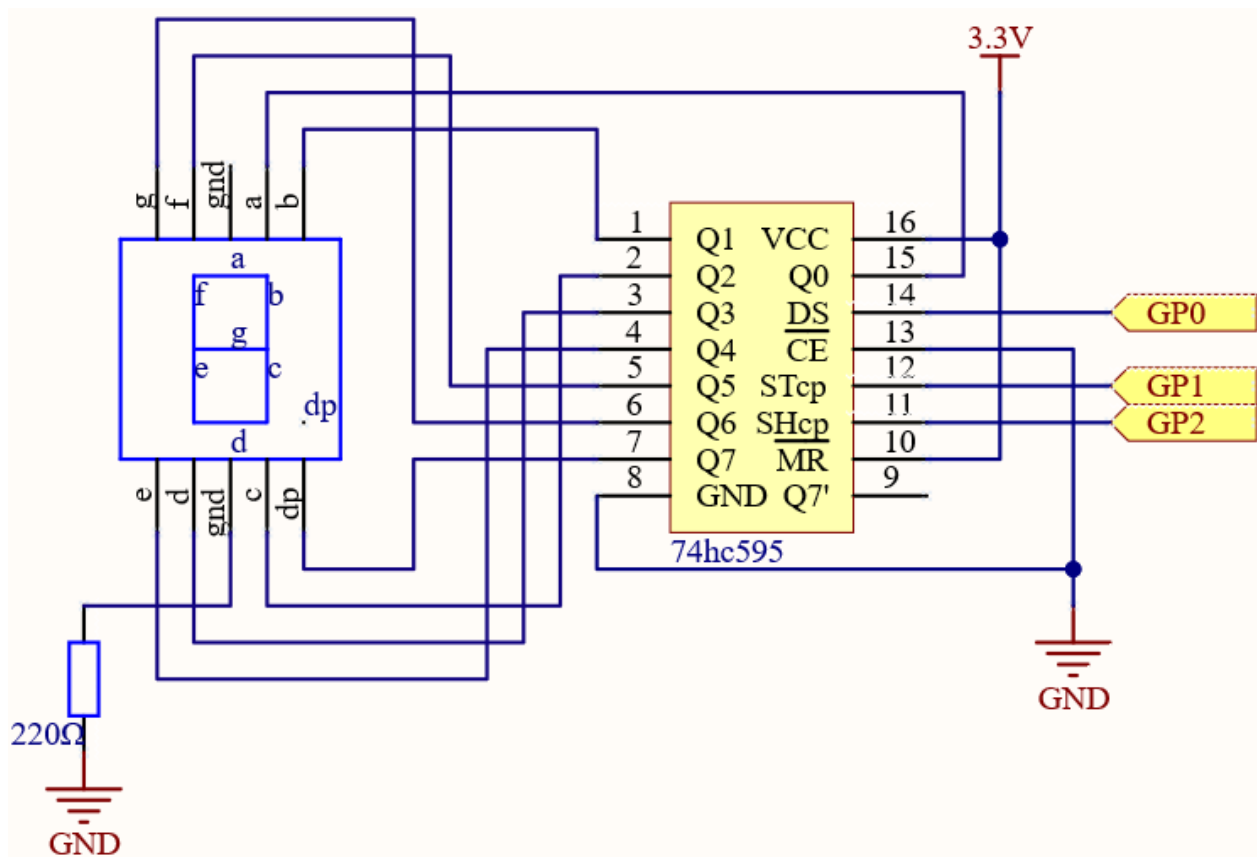 3.3V
g
f
gnd
a
b
a
f
b
g
e
c
dp
d
e
d
gnd
c
dp
220Ω
GND
1
2
3
4
5
6
7
8
Q1
Q2
Q3
Q4
Q5
Q6
Q7
GND
VCC
Q0
DS
CE
STcp
SHcp
MR
Q7'
16
15
14
13
12
11
10
9
74hc595
GP0
GP1
GP2
GND